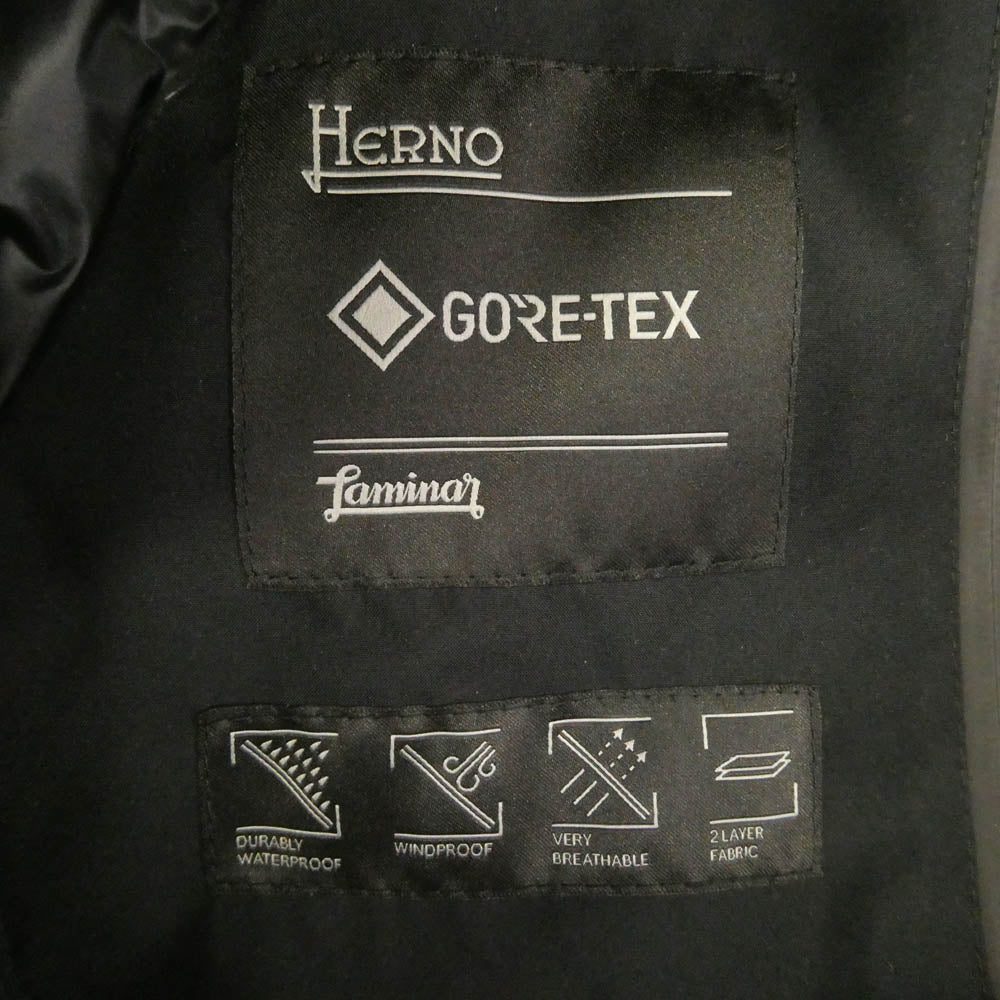 HERNO
GORE-TEX
Laminar
DURABLY
WATERPROOF
WINDPROOF
VERY
BREATHABLE
2 LAYER
FABRIC